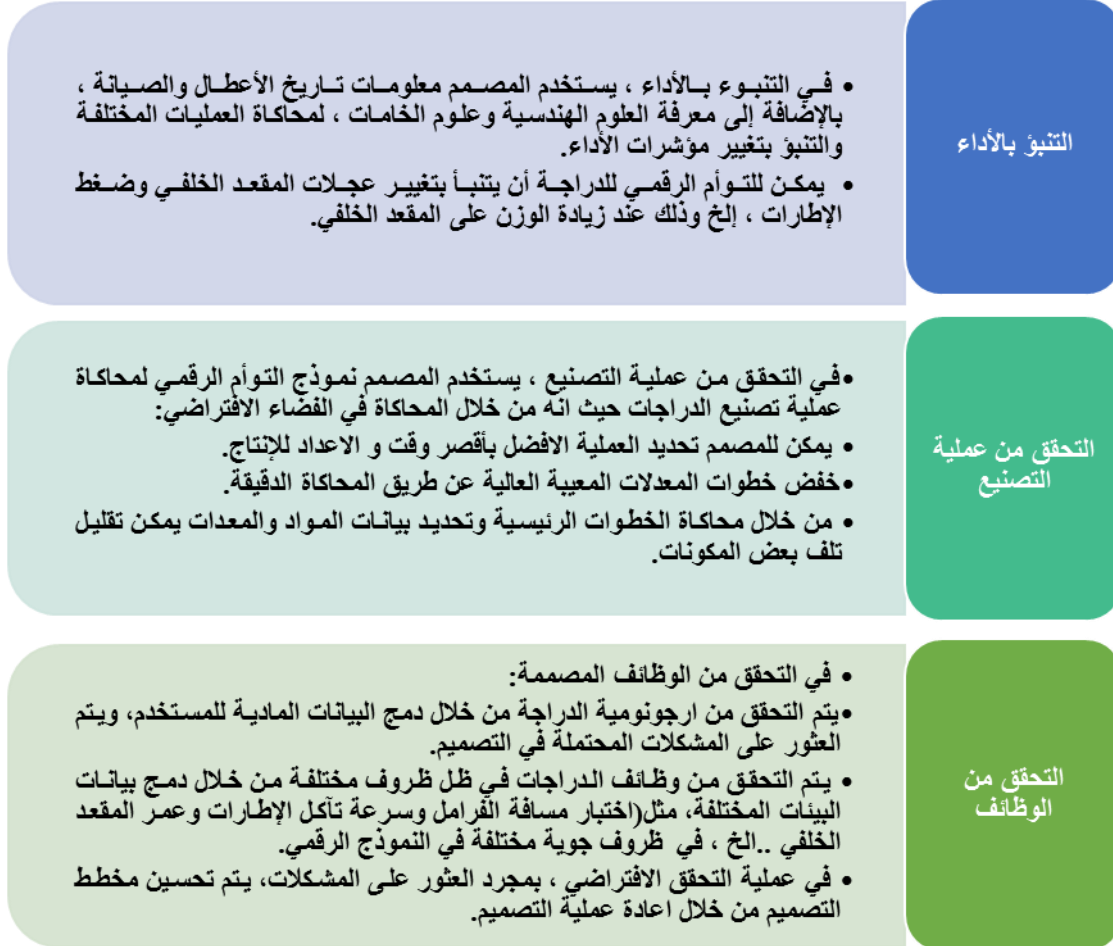 التنبؤ بالأداء
• في التنبوء بالأداء ، يستخدم المصمم معلومات تاريخ الأعطال والصيانة ،
بالإضافة إلى معرفة العلوم الهندسية وعلوم الخامات ، لمحاكاة العمليات المختلفة
والتنبؤ بتغيير مؤشرات الأداء.
• يمكن للتوأم الرقمي للدراجة أن يتنبأ بتغيير عجلات المقعد الخلفي وضغط
الإطارات ، إلخ وذلك عند زيادة الوزن على المقعد الخلفي.
التحقق من عملية
التصنيع
•في التحقق من عملية التصنيع ، يستخدم المصمم نموذج التوأم الرقمي لمحاكاة
عملية تصنيع الدراجات حيث انه من خلال المحاكاة في الفضاء الافتراضي:
• يمكن للمصمم تحديد العملية الافضل بأقصر وقت و الاعداد للإنتاج.
•خفض خطوات المعدلات المعيبة العالية عن طريق المحاكاة الدقيقة.
• من خلال محاكاة الخطوات الرئيسية وتحديد بيانات المواد والمعدات يمكن تقليل
تلف بعض المكونات.
التحقق من
الوظائف
• في التحقق من الوظائف المصممة:
•يتم التحقق من ارجونومية الدراجة من خلال دمج البيانات المادية للمستخدم، ويتم
العثور على المشكلات المحتملة في التصميم.
• يتم التحقق من وظائف الدراجات في ظل ظروف مختلفة من خلال دمج بيانات
البيئات المختلفة، مثل(اختبار مسافة الفرامل وسرعة تآكل الإطارات وعمر المقعد
الخلفي ..الخ ، في ظروف جوية مختلفة في النموذج الرقمي.
• في عملية التحقق الافتراضي ، بمجرد العثور على المشكلات، يتم تحسين مخطط
التصميم من خلال اعادة عملية التصميم.